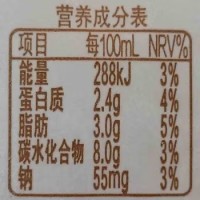 营养成分表
项目 每100mL NRV%
能量 288kJ 3%
蛋白质 2.4g 4%
脂肪 3.0g 5%
碳水化合物 8.0g 3%
钠 55mg 3%